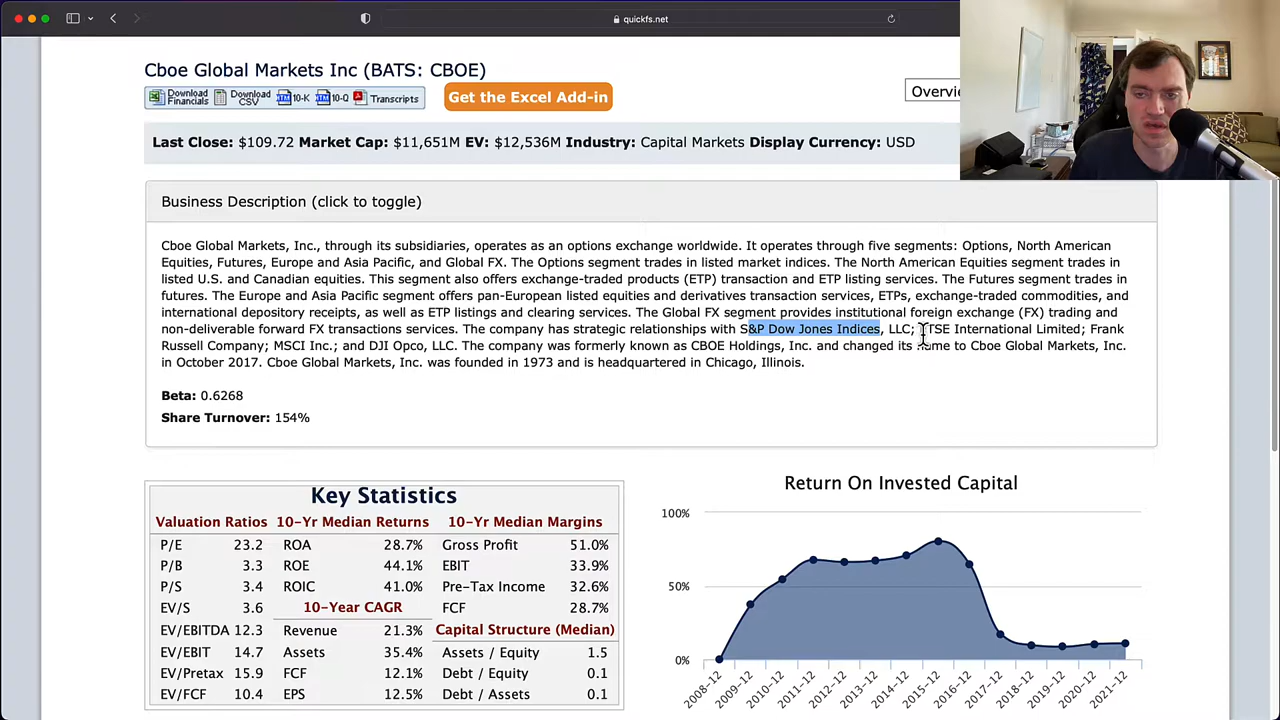 quickfs.net
Cboe Global Markets Inc (BATS: CBOE)
Download Financials Download CSV 10-K 10-Q Transcripts Get the Excel Add-in
Overvie
Last Close: $109.72 Market Cap: $11,651M EV: $12,536M Industry: Capital Markets Display Currency: USD
Business Description (click to toggle)
Cboe Global Markets, Inc., through its subsidiaries, operates as an options exchange worldwide. It operates through five segments: Options, North American
Equities, Futures, Europe and Asia Pacific, and Global FX. The Options segment trades in listed market indices. The North American Equities segment trades in
listed U.S. and Canadian equities. This segment also offers exchange-traded products (ETP) transaction and ETP listing services. The Futures segment trades in
futures. The Europe and Asia Pacific segment offers pan-European listed equities and derivatives transaction services, ETPs, exchange-traded commodities, and
international depository receipts, as well as ETP listings and clearing services. The Global FX segment provides institutional foreign exchange (FX) trading and
non-deliverable forward FX transactions services. The company has strategic relationships with S&P Dow Jones Indices, LLC; FTSE International Limited; Frank
Russell Company; MSCI Inc.; and DJI Opco, LLC. The company was formerly known as CBOE Holdings, Inc. and changed its name to Cboe Global Markets, Inc.
in October 2017. Cboe Global Markets, Inc. was founded in 1973 and is headquartered in Chicago, Illinois.
Beta: 0.6268
Share Turnover: 154%
Key Statistics
Valuation Ratios 10-Yr Median Returns 10-Yr Median Margins
P/E 23.2 ROA 28.7% Gross Profit 51.0%
P/B 3.3 ROE 44.1% EBIT 33.9%
P/S 3.4 ROIC 41.0% Pre-Tax Income 32.6%
EV/S 3.6 10-Year CAGR FCF 28.7%
EV/EBITDA 12.3 Revenue 21.3% Capital Structure (Median)
EV/EBIT 14.7 Assets 35.4% Assets / Equity 1.5
EV/Pretax 15.9 FCF 12.1% Debt / Equity 0.1
EV/FCF 10.4 EPS 12.5% Debt / Assets 0.1
Return On Invested Capital
100%
50%
0%
2008-12 2009-12 2010-12 2011-12 2012-12 2013-12 2014-12 2015-12 2016-12 2017-12 2018-12 2019-12 2020-12 2021-12